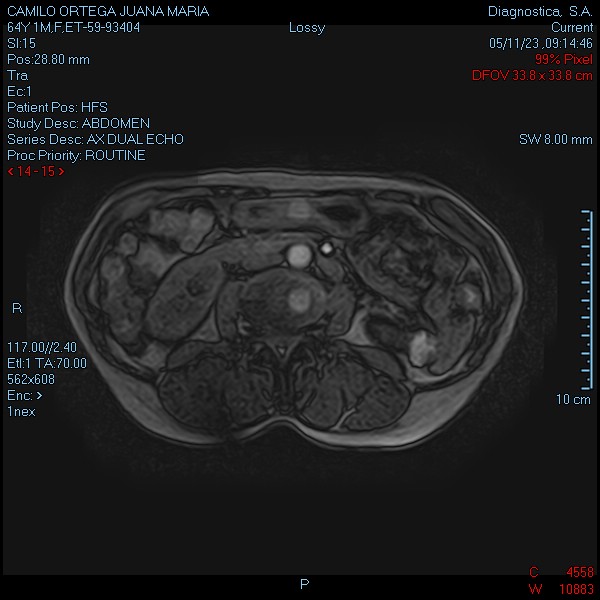 CAMILO ORTEGA JUANA MARIA
64Y 1M,F,ET-59-93404
Sl:15
Pos:28.80 mm
Tra
Ec:1
Patient Pos: HFS
Study Desc: ABDOMEN
Series Desc: AX DUAL ECHO
Proc Priority: ROUTINE
< 14 - 15 >
Lossy
Diagnostica, S.A.
Current
05/11/23 ,09:14:46
99% Pixel
DFOV 33.8 x 33.8 cm
SW 8.00 mm
R
117.00//2.40
Etl:1 TA:70.00
562x608
Enc: >
1nex
10 cm
P
C 4558
W 10883